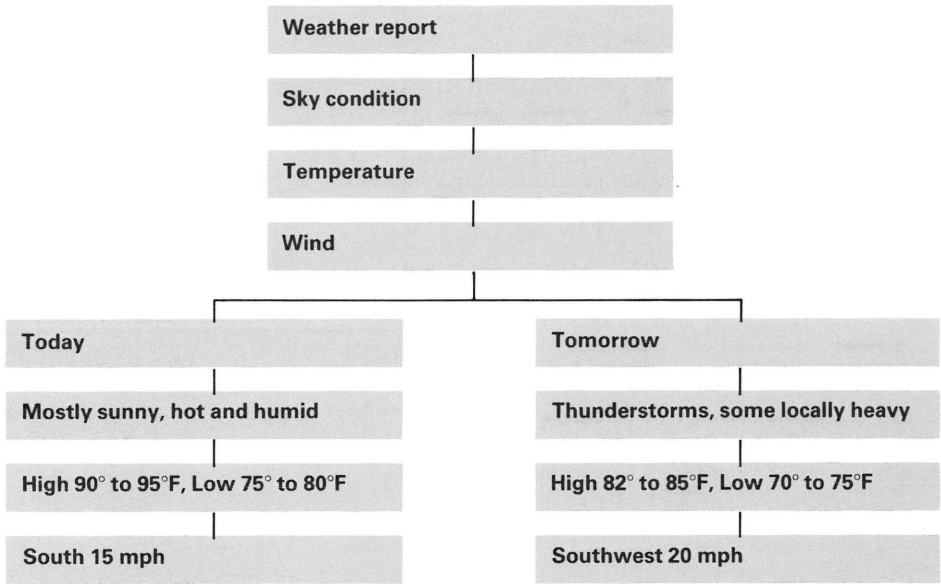 Weather report
Sky condition
Temperature
Wind
Today
Mostly sunny, hot and humid
High 90° to 95°F, Low 75° to 80°F
South 15 mph
Tomorrow
Thunderstorms, some locally heavy
High 82° to 85°F, Low 70° to 75°F
Southwest 20 mph